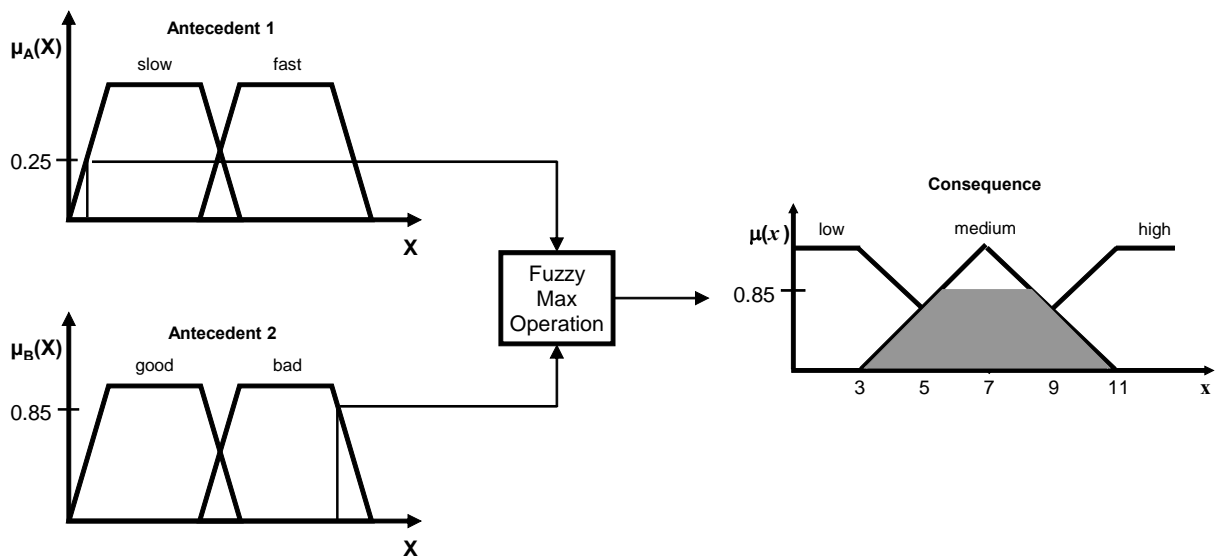 Antecedent 1
μA(X)
slow fast
0.25
X
Fuzzy
Max
Operation
Antecedent 2
μB(X)
good bad
0.85
X
Consequence
μ(x)
low medium high
0.85
3 5 7 9 11 x